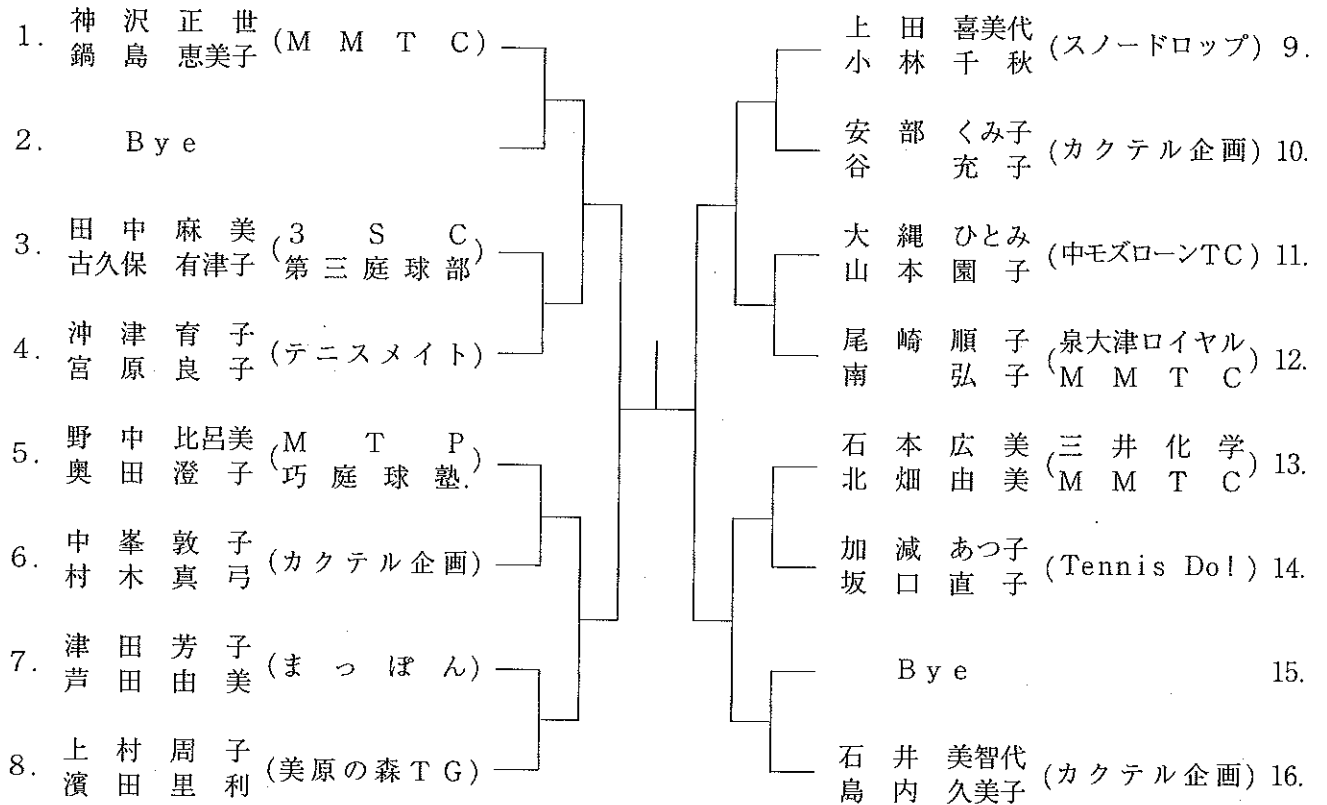 1. 神沢正世 (MMTC)
鍋島恵美子
2. Bye
3. 田中麻美 (3SC
古久保有津子 第三庭球部)
4. 沖津育子 (テニスメイト)
宮原良子
5. 野中比呂美 (MTP
奥田澄子 巧庭球塾.)
6. 中峯敦子 (カクテル企画)
村木真弓
7. 津田芳子 (まっぽん)
芦田由美
8. 上村周子 (美原の森TG)
濱田里利
上田喜美代 (スノードロップ) 9.
小林千秋
安部くみ子 (カクテル企画) 10.
谷充子
大縄ひとみ (中モズローンTC) 11.
山本園子
尾崎順子 (泉大津ロイヤル
南弘子 MMTC) 12.
石本広美 (三井化学
北畑由美 MMTC) 13.
加減あつ子 (Tennis Do!) 14.
坂口直子
Bye 15.
石井美智代 (カクテル企画) 16.
島内久美子